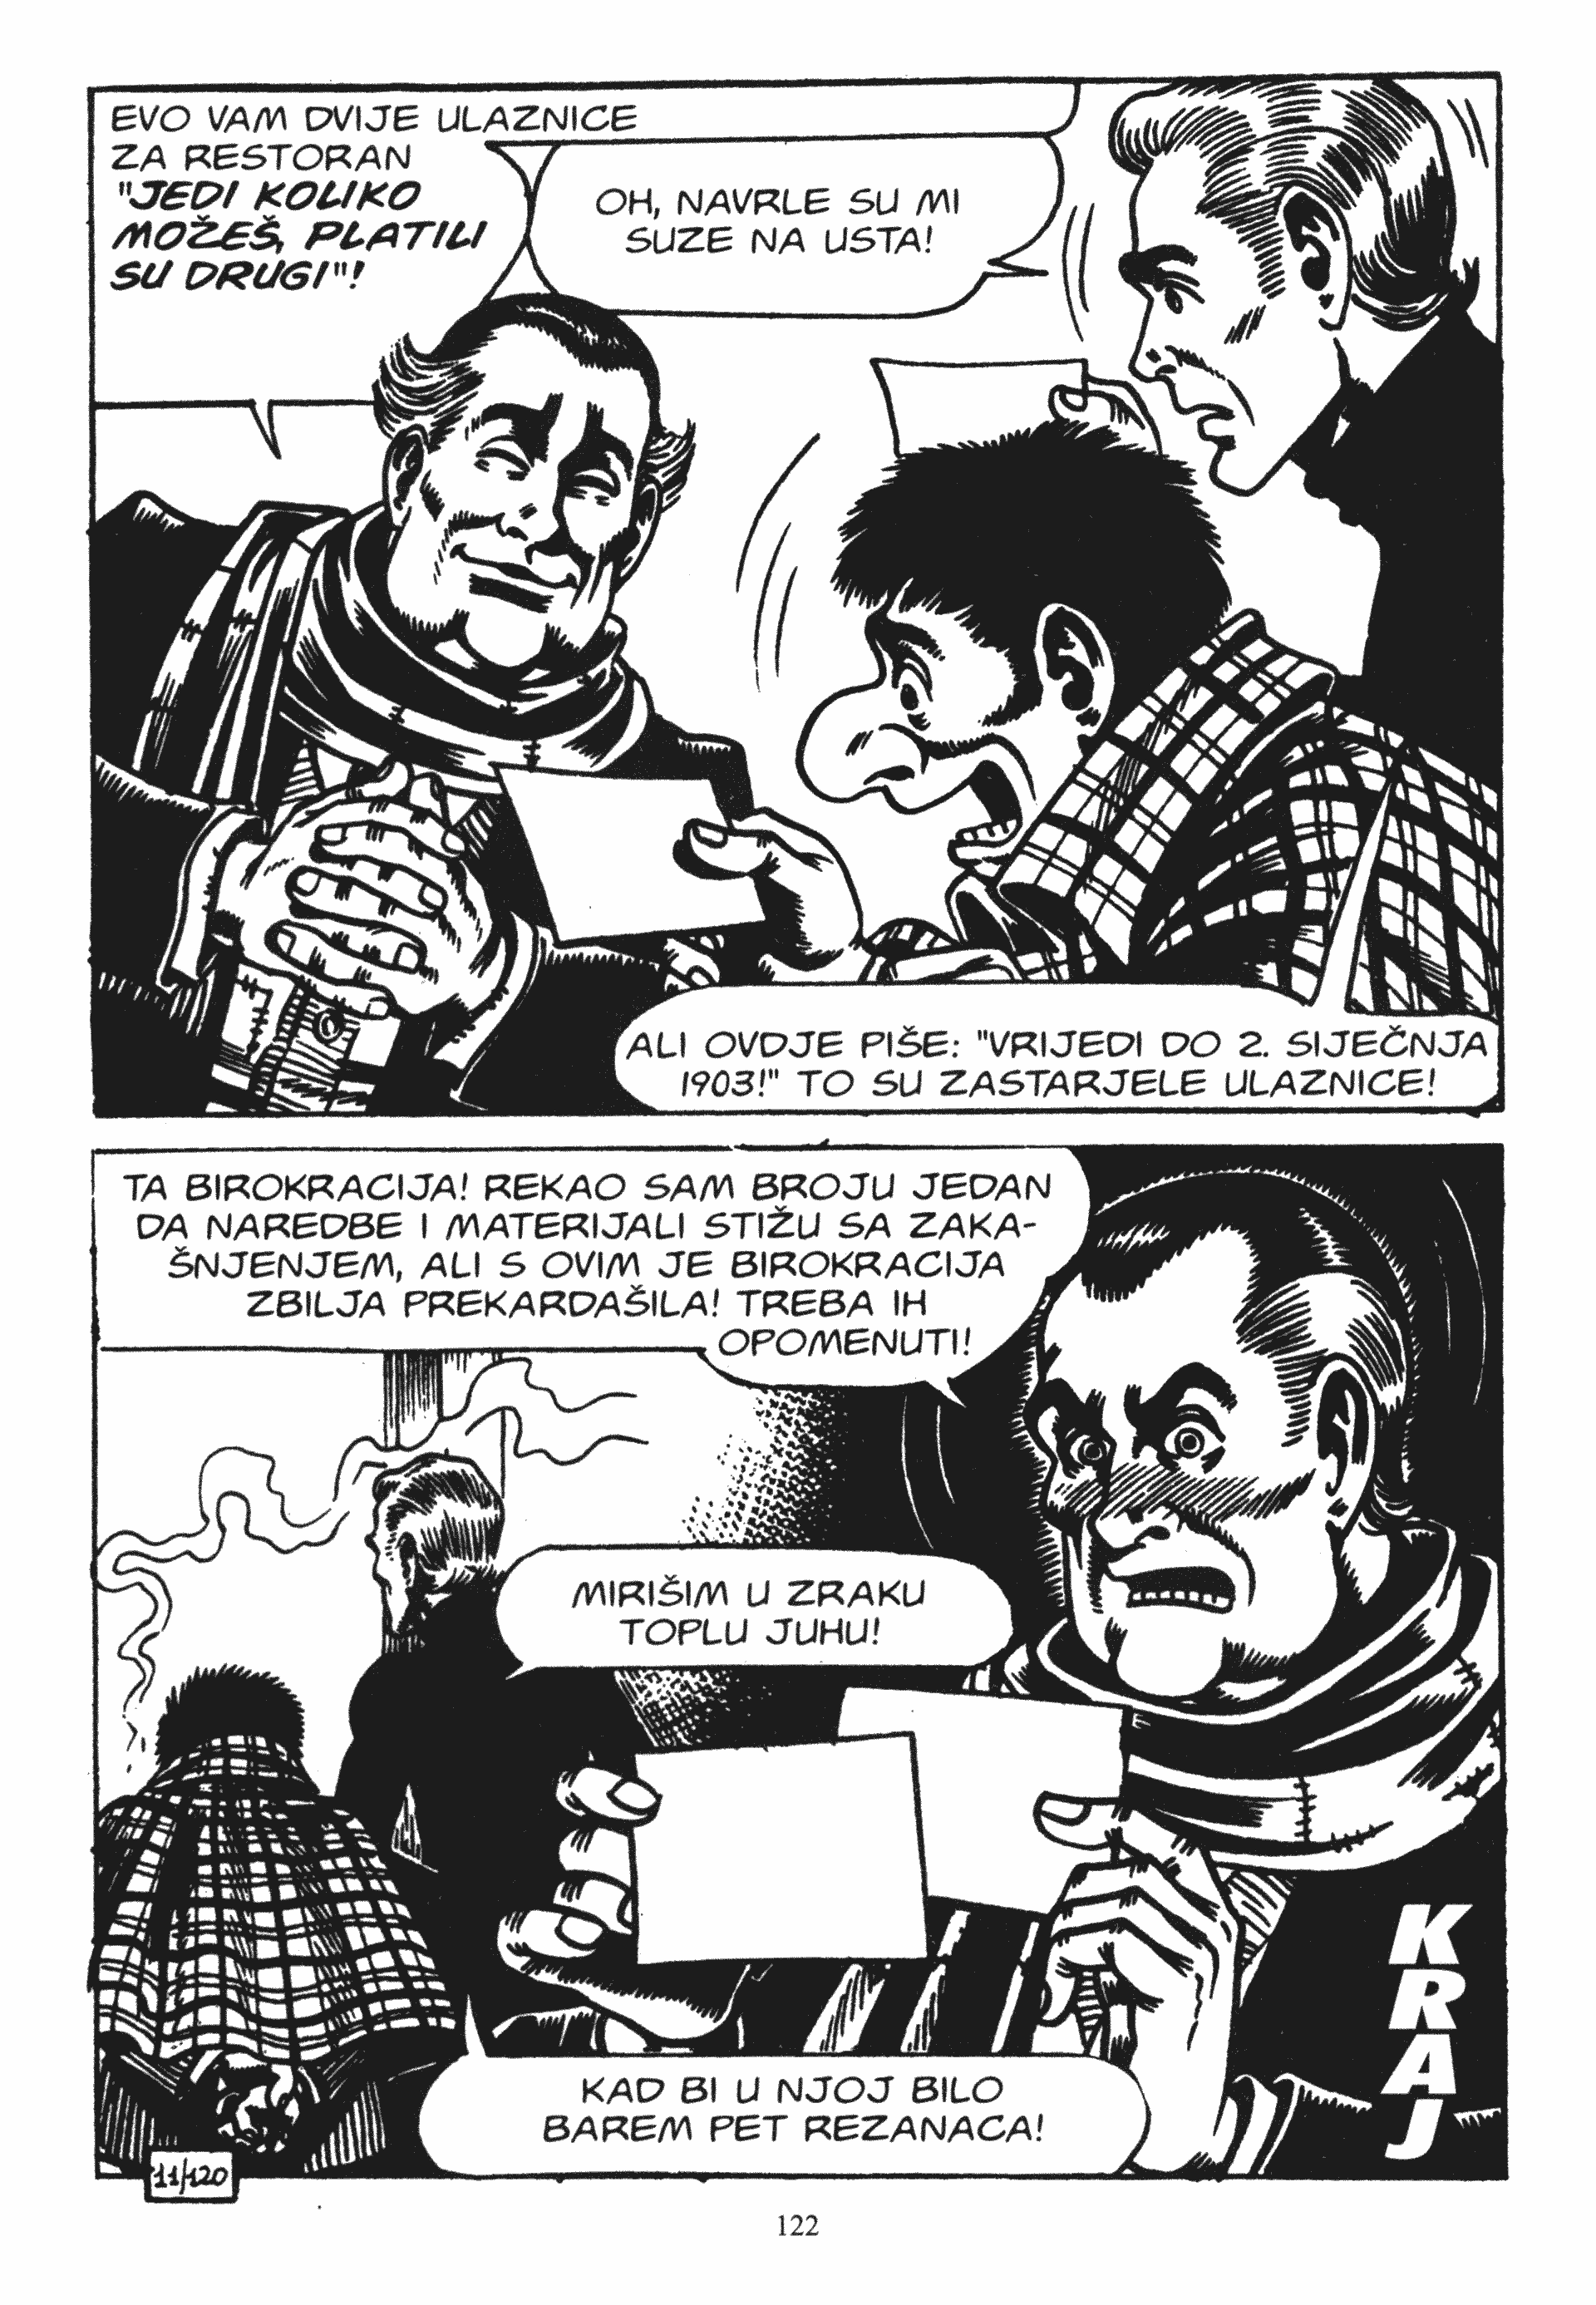 EVO VAM DVIJE ULAZNICE
ZA RESTORAN
"JEDI KOLIKO
MOŽEŠ, PLATILI
SU DRUGI"!
OH, NAVRLE SU MI
SUZE NA USTA!
ALI OVDJE PIŠE: "VRIJEDI DO 2. SIJEČNJA
1903!" TO SU ZASTARJELE ULAZNICE!
TA BIROKRACIJA! REKAO SAM BROJU JEDAN
DA NAREDBE I MATERIJALI STIŽU SA ZAKA-
ŠNJENJEM, ALI S OVIM JE BIROKRACIJA
ZBILJA PREKARDAŠILA! TREBA IH
OPOMENUTI!
MIRIŠIM U ZRAKU
TOPLU JUHU!
KAD BI U NJOJ BILO
BAREM PET REZANACA!
KRAJ
11/120
122